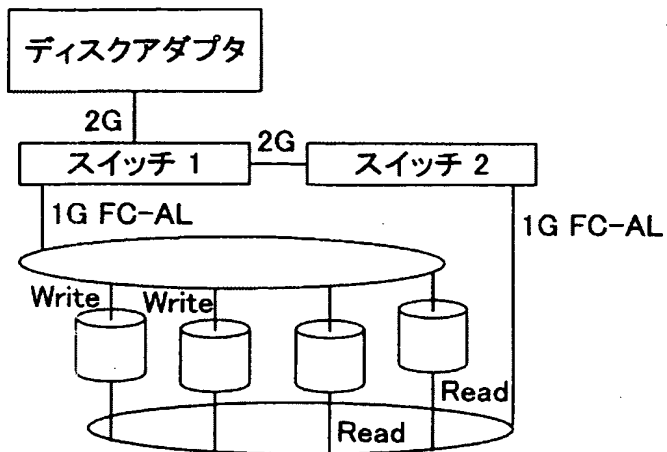 ディスクアダプタ
2G
2G
スイッチ 1
スイッチ 2
1G FC-AL
1G FC-AL
Write
Write
Read
Read